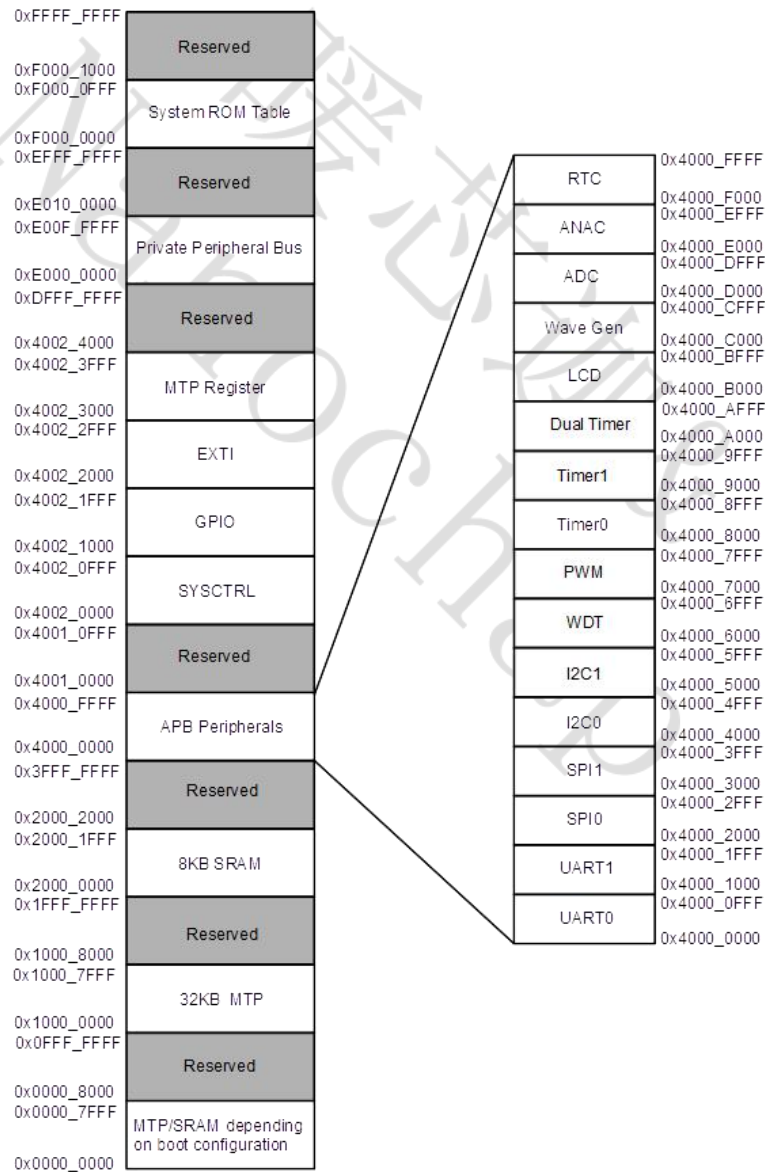 0xFFFF_FFFF
Reserved
0xF000_1000
0xF000_0FFF
System ROM Table
0xF000_0000
0xEFFF_FFFF
Reserved
0xE010_0000
0xE00F_FFFF
Private Peripheral Bus
0xE000_0000
0xDFFF_FFFF
Reserved
0x4002_4000
0x4002_3FFF
MTP Register
0x4002_3000
0x4002_2FFF
EXTI
0x4002_2000
0x4002_1FFF
GPIO
0x4002_1000
0x4002_0FFF
SYSCTRL
0x4002_0000
0x4001_0FFF
Reserved
0x4001_0000
0x4000_FFFF
APB Peripherals
0x4000_0000
0x3FFF_FFFF
Reserved
0x2000_2000
0x2000_1FFF
8KB SRAM
0x2000_0000
0x1FFF_FFFF
Reserved
0x1000_8000
0x1000_7FFF
32KB MTP
0x1000_0000
0x0FFF_FFFF
Reserved
0x0000_8000
0x0000_7FFF
MTP/SRAM depending
on boot configuration
0x0000_0000
0x4000_FFFF
RTC
0x4000_F000
0x4000_EFFF
ANAC
0x4000_E000
0x4000_DFFF
ADC
0x4000_D000
0x4000_CFFF
Wave Gen
0x4000_C000
0x4000_BFFF
LCD
0x4000_B000
0x4000_AFFF
Dual Timer
0x4000_A000
0x4000_9FFF
Timer1
0x4000_9000
0x4000_8FFF
Timer0
0x4000_8000
0x4000_7FFF
PWM
0x4000_7000
0x4000_6FFF
WDT
0x4000_6000
0x4000_5FFF
I2C1
0x4000_5000
0x4000_4FFF
I2C0
0x4000_4000
0x4000_3FFF
SPI1
0x4000_3000
0x4000_2FFF
SPI0
0x4000_2000
0x4000_1FFF
UART1
0x4000_1000
0x4000_0FFF
UART0
0x4000_0000
暖芯迦
Nanochap